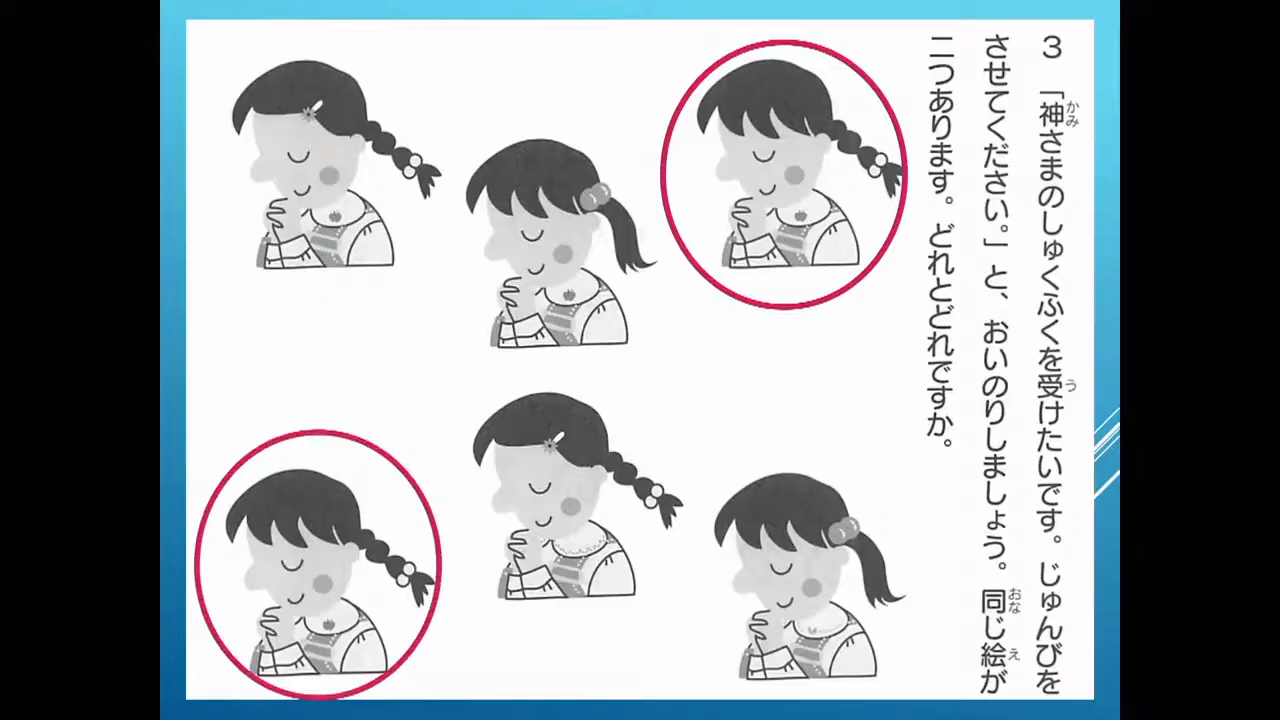 3 「神さまのしゅくふくを受けたいです。じゅんびを
させてください。」と、おいのりしましょう。同じ絵が
二つあります。どれとどれですか。